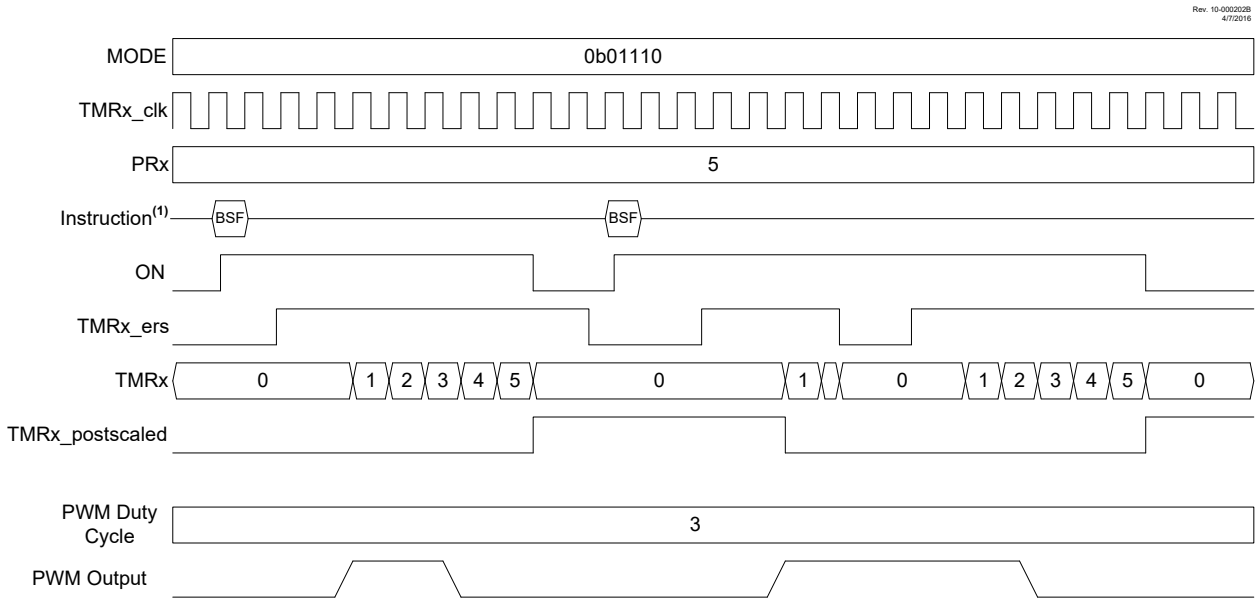 Rev. 10-000202B
4/7/2016
MODE 0b01110
TMRx_clk
PRx 5
Instruction(1) BSF BSF
ON
TMRx_ers
TMRx 0 1 2 3 4 5 0 1 0 1 2 3 4 5 0
TMRx_postscaled
PWM Duty
Cycle 3
PWM Output